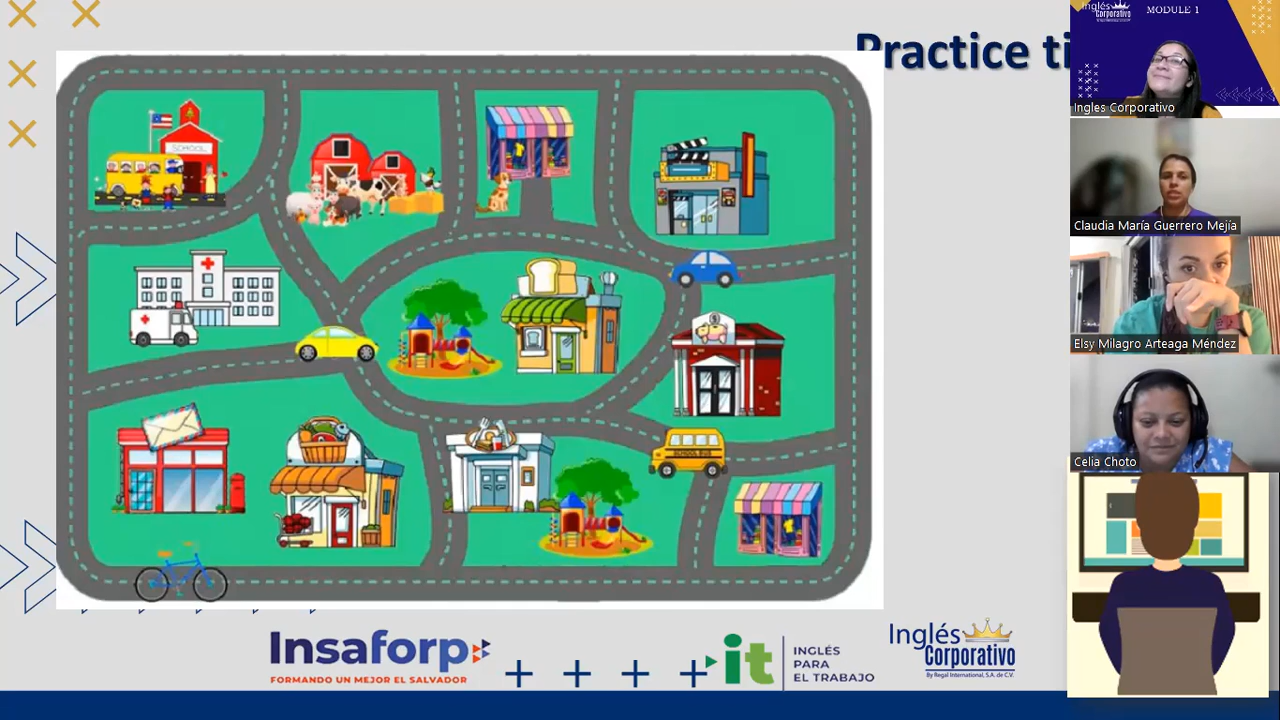 Practice ti
SCHOOL
SCHOOL BUS
Insaforp
FORMANDO UN MEJOR EL SALVADOR
it
INGLÉS
PARA
EL TRABAJO
Inglés
Corporativo
By Regal International, S.A. de C.V.
Inglés
Corporativo
MODULE 1
Ingles Corporativo
Claudia María Guerrero Mejía
Elsy Milagro Arteaga Méndez
Celia Choto